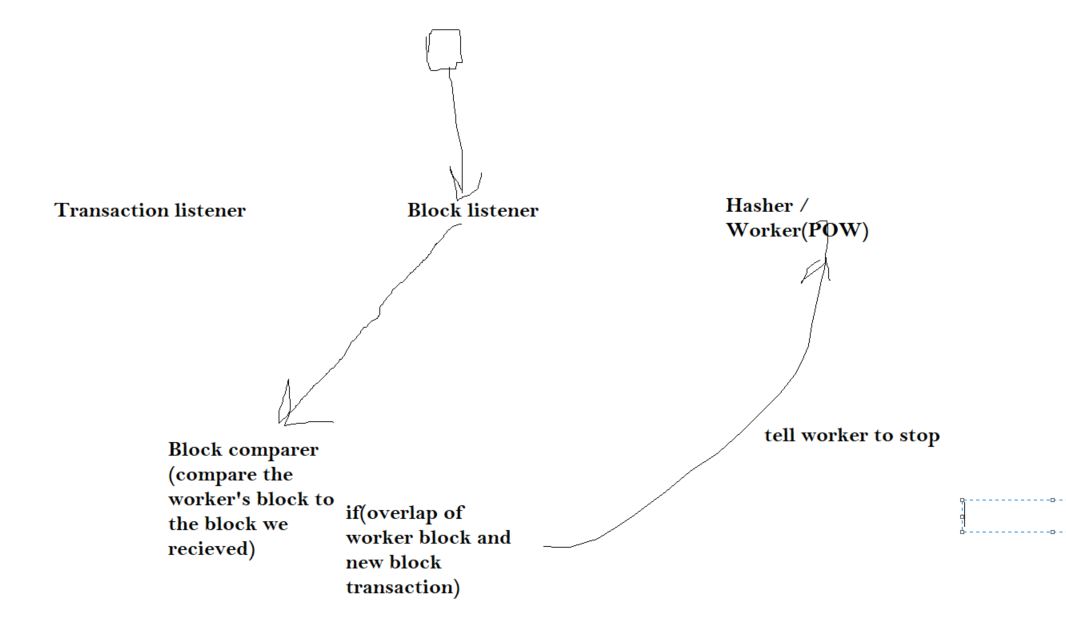 Transaction listener
Block listener
Hasher /
Worker(POW)
Block comparer
(compare the
worker's block to
the block we
recieved)
if(overlap of
worker block and
new block
transaction)
tell worker to stop